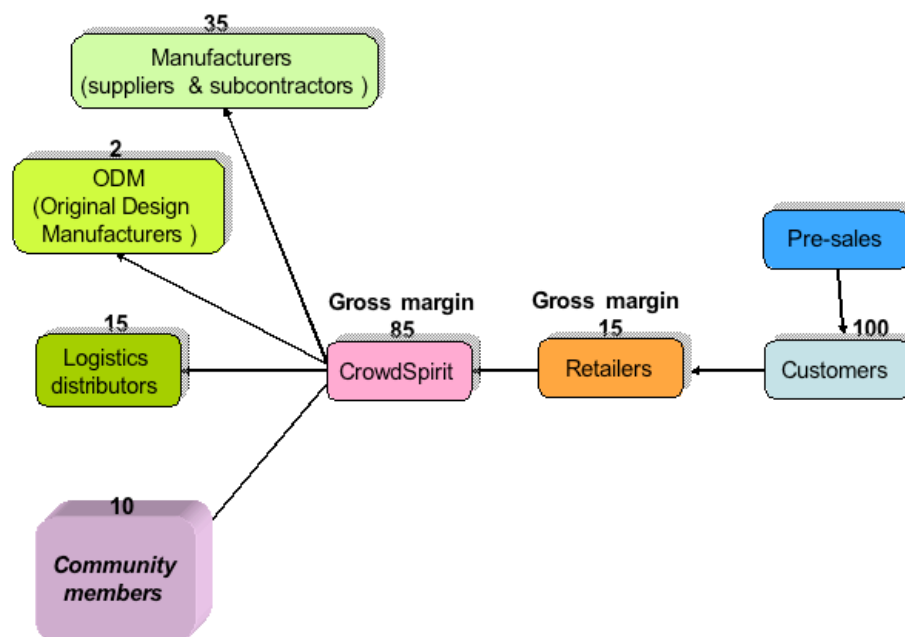 35
Manufacturers
(suppliers & subcontractors )
2
ODM
(Original Design
Manufacturers )
Pre-sales
15
Logistics
distributors
Gross margin
85
CrowdSpirit
Gross margin
15
Retailers
100
Customers
10
Community
members